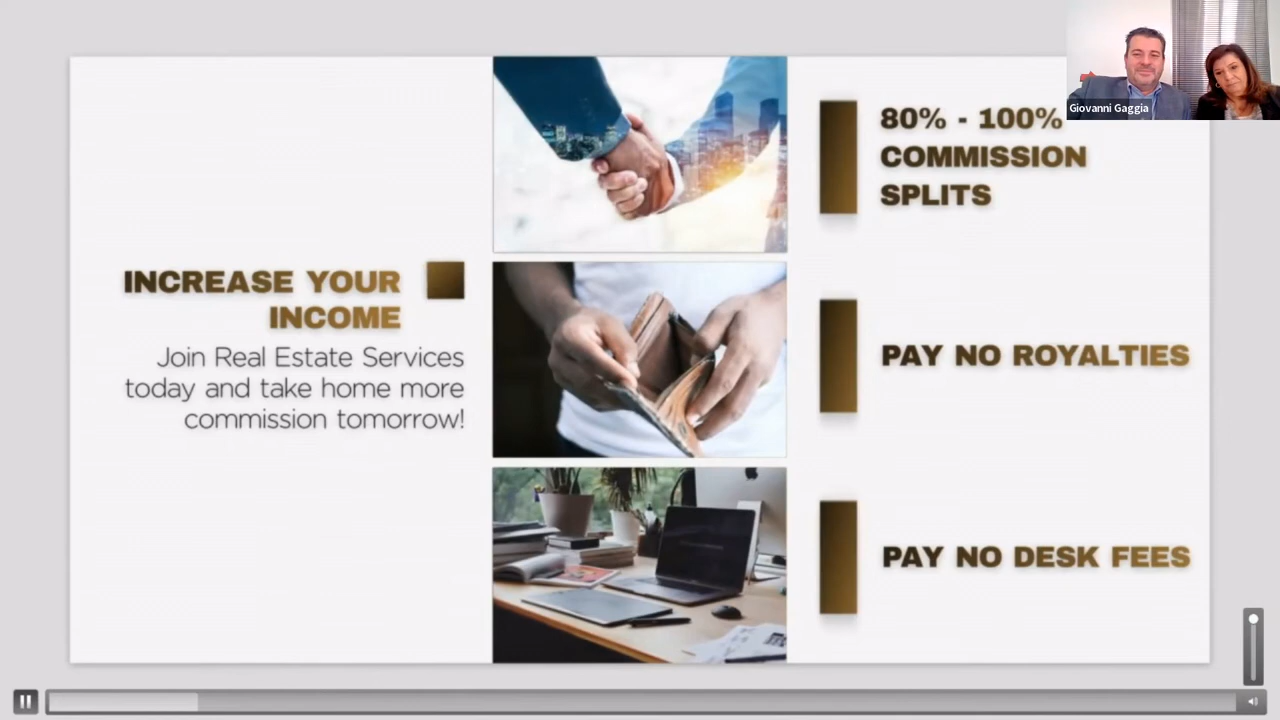 INCREASE YOUR
INCOME
Join Real Estate Services
today and take home more
commission tomorrow!
80% - 100%
COMMISSION
SPLITS
PAY NO ROYALTIES
PAY NO DESK FEES
Giovanni Gaggia